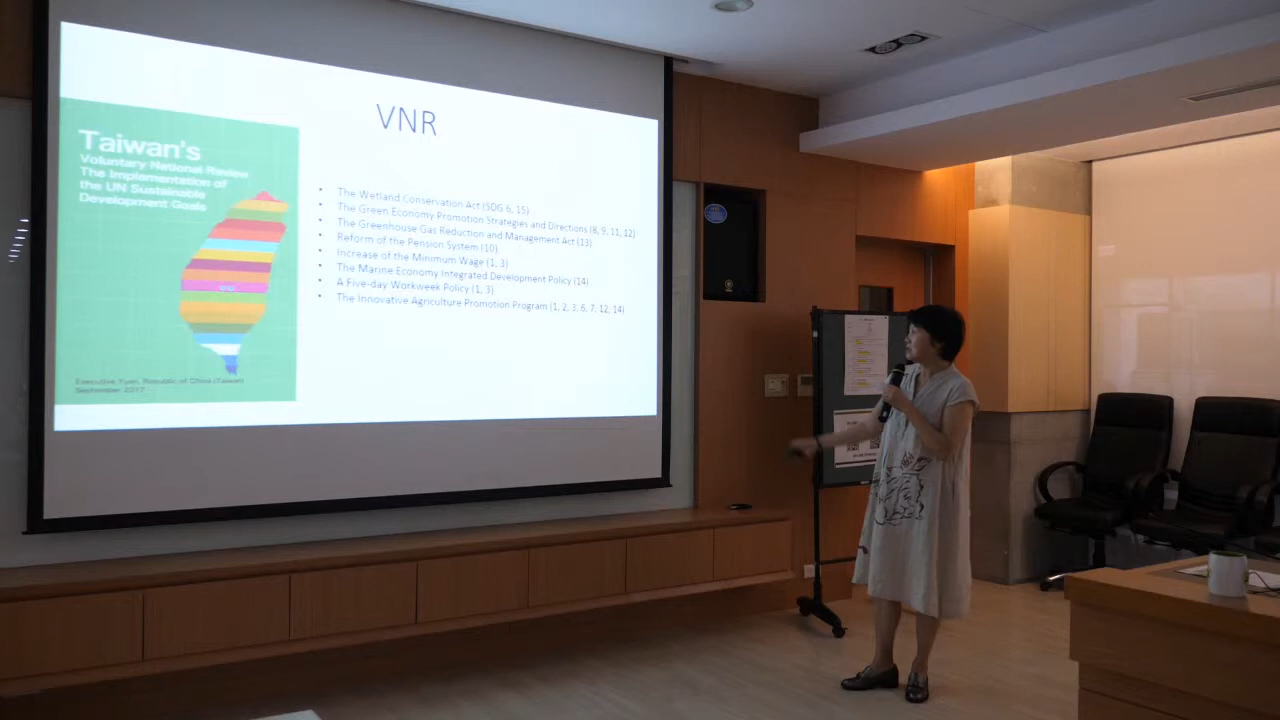 VNR
Taiwan's
Voluntary National Review
The Implementation of
the UN Sustainable
Development Goals
Executive Yuan, Republic of China (Taiwan)
September 2017
• The Wetland Conservation Act (SDG 6, 15)
• The Green Economy Promotion Strategies and Directions (8, 9, 11, 12)
• The Greenhouse Gas Reduction and Management Act (13)
• Reform of the Pension System (10)
• Increase of the Minimum Wage (1, 3)
• The Marine Economy Integrated Development Policy (14)
• A Five-day Workweek Policy (1, 3)
• The Innovative Agriculture Promotion Program (1, 2, 3, 6, 7, 12, 14)